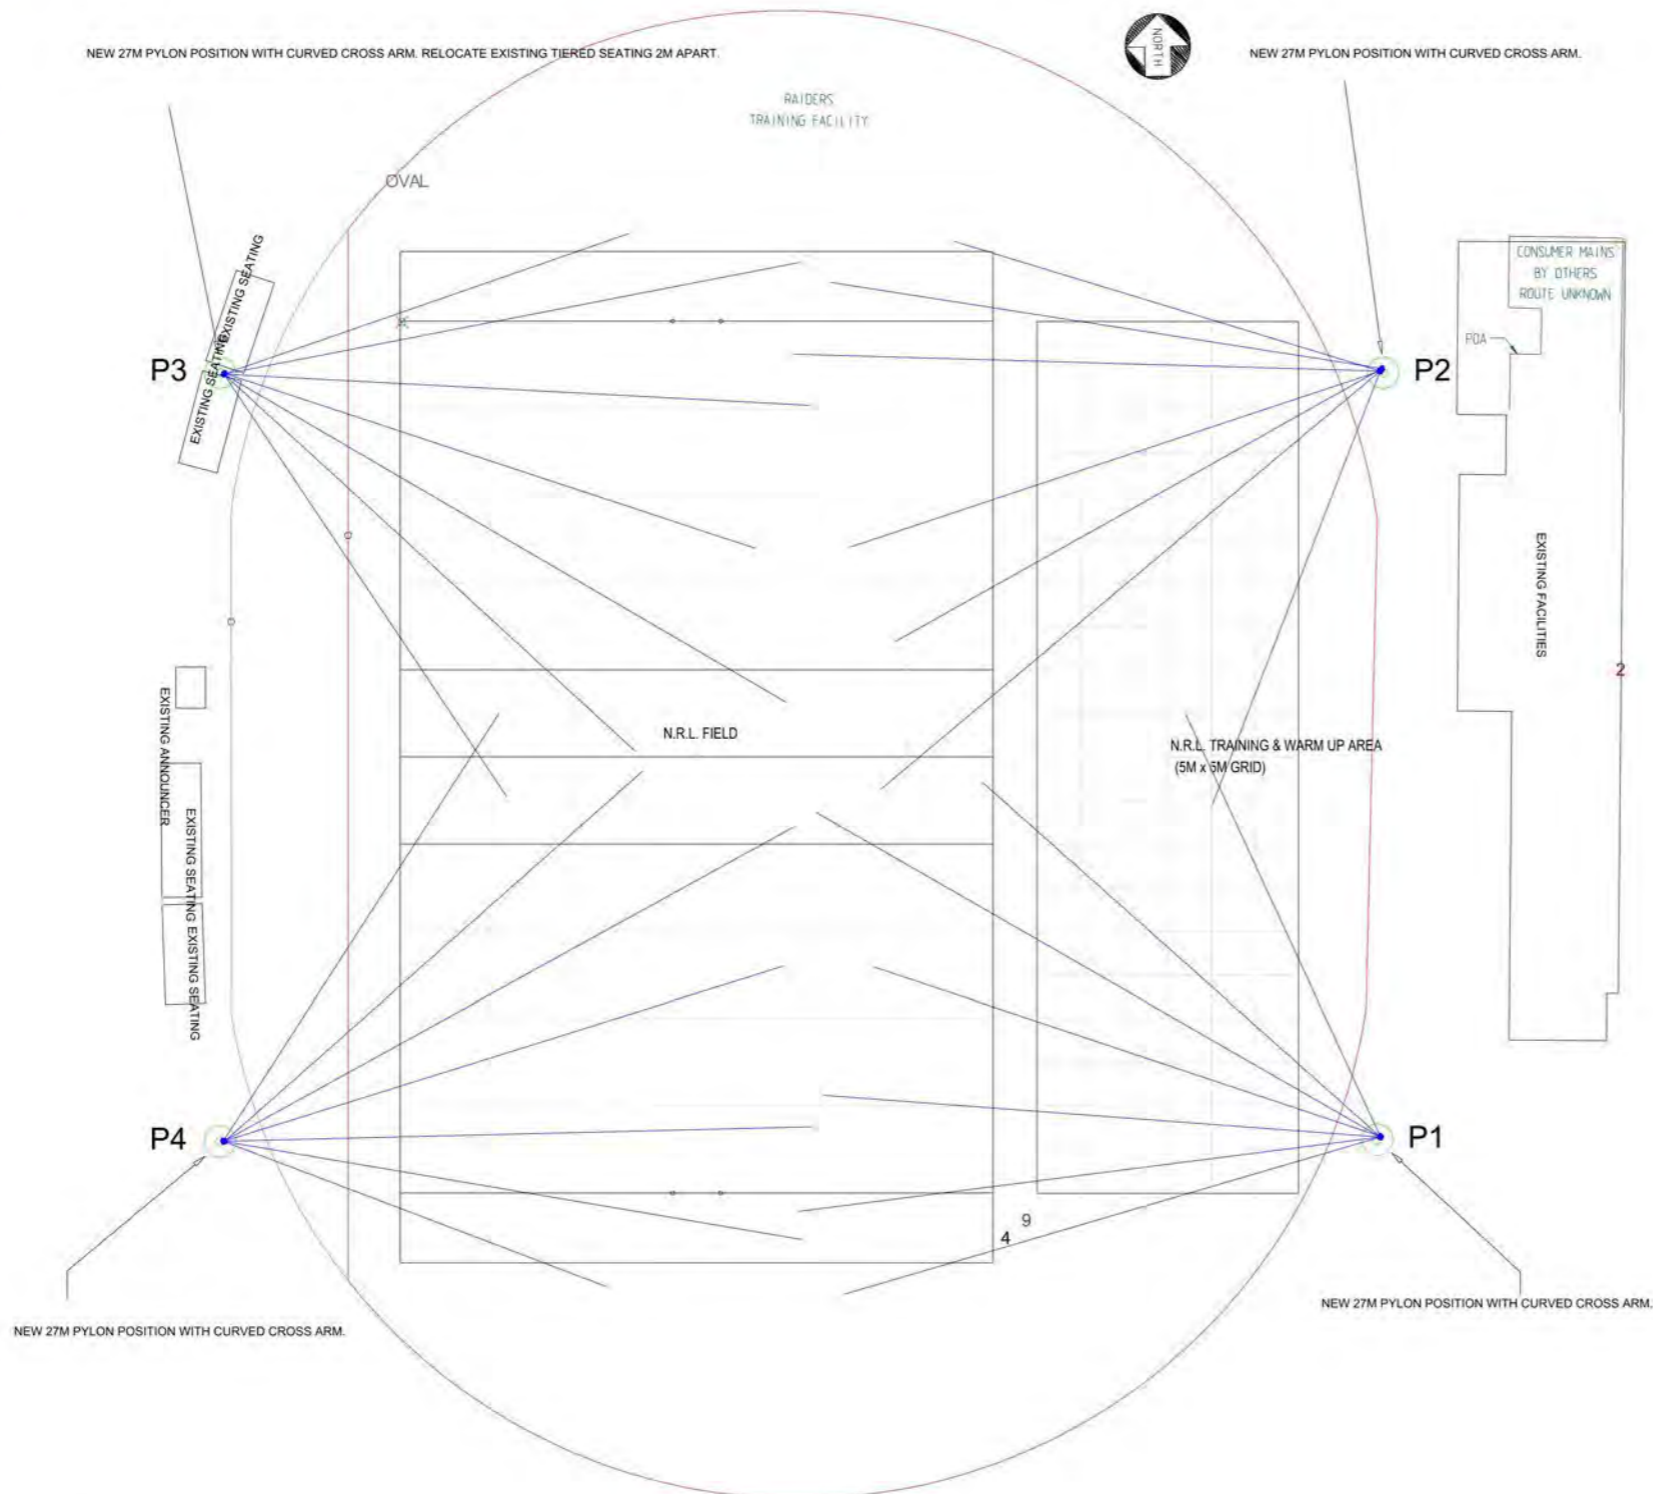 NEW 27M PYLON POSITION WITH CURVED CROSS ARM. RELOCATE EXISTING TIERED SEATING 2M APART.
NORTH
NEW 27M PYLON POSITION WITH CURVED CROSS ARM.
RAIDERS
TRAINING FACILITY
OVAL
EXISTING SEATING
EXISTING SEATING
CONSUMER MAINS
BY OTHERS
ROUTE UNKNOWN
POA
P3
P2
EXISTING FACILITIES
2
EXISTING ANNOUNCER
N.R.L. FIELD
N.R.L. TRAINING & WARM UP AREA
(5M x 5M GRID)
EXISTING SEATING
EXISTING SEATING
P4
P1
9
4
NEW 27M PYLON POSITION WITH CURVED CROSS ARM.
NEW 27M PYLON POSITION WITH CURVED CROSS ARM.